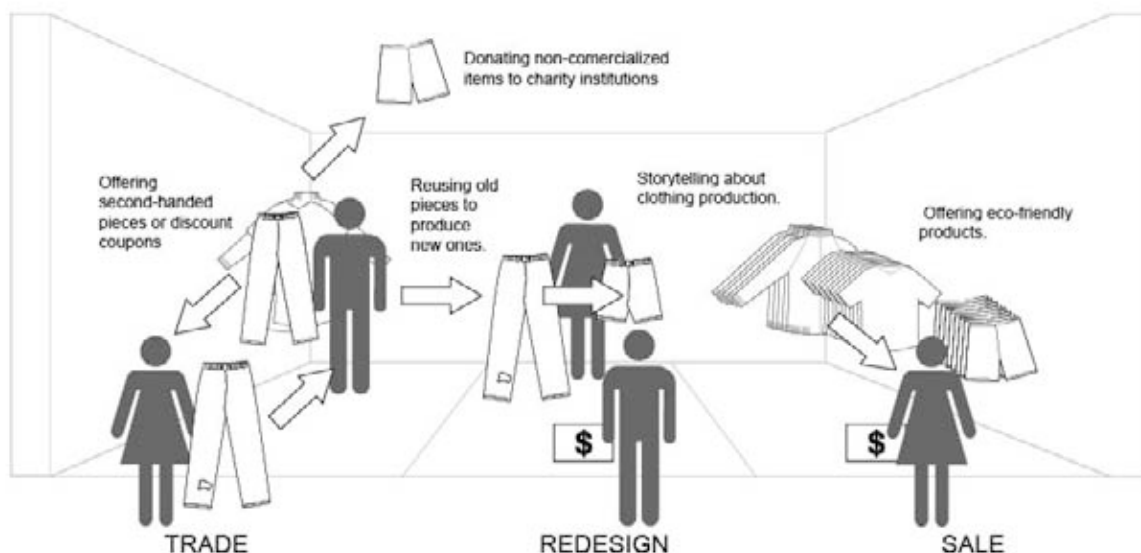 Donating non-comercialized
items to charity institutions
Offering
second-handed
pieces or discount
coupons
Reusing old
pieces to
produce
new ones.
Storytelling about
clothing production.
Offering eco-friendly
products.
$
$
TRADE
REDESIGN
SALE